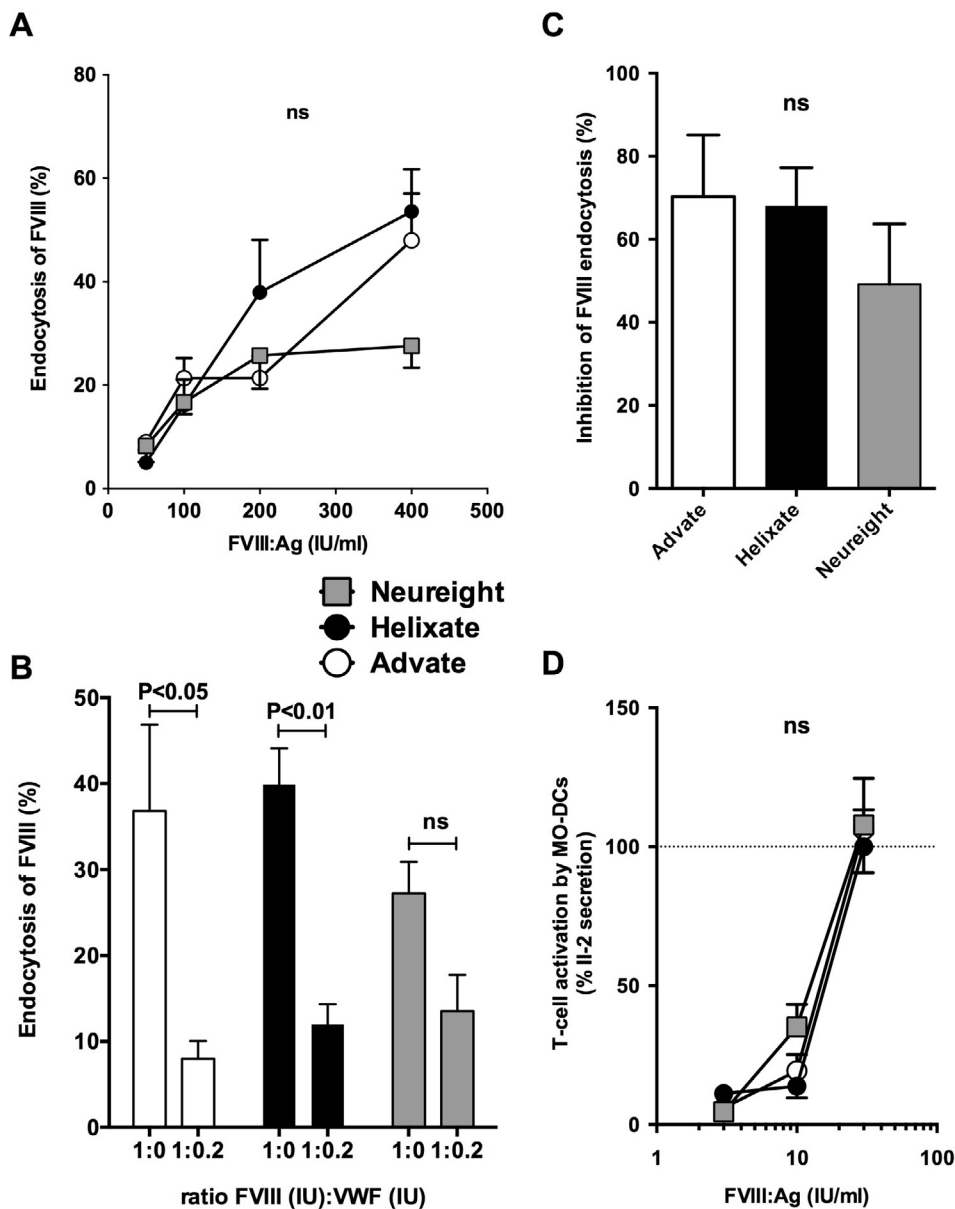 A
80
60
40
20
0
0 100 200 300 400 500
Endocytosis of FVIII (%)
ns
FVIII:Ag (IU/ml)
C
100
80
60
40
20
0
Inhibition of FVIII endocytosis (%)
ns
Advate
Helixate
Neureight
Neureight
Helixate
Advate
B
50
40
30
20
10
0
Endocytosis of FVIII (%)
P<0.05
P<0.01
ns
1:0 1:0.2 1:0 1:0.2 1:0 1:0.2
ratio FVIII (IU):VWF (IU)
D
150
100
50
0
T-cell activation by MO-DCs
(% Il-2 secretion)
ns
1 10 100
FVIII:Ag (IU/ml)